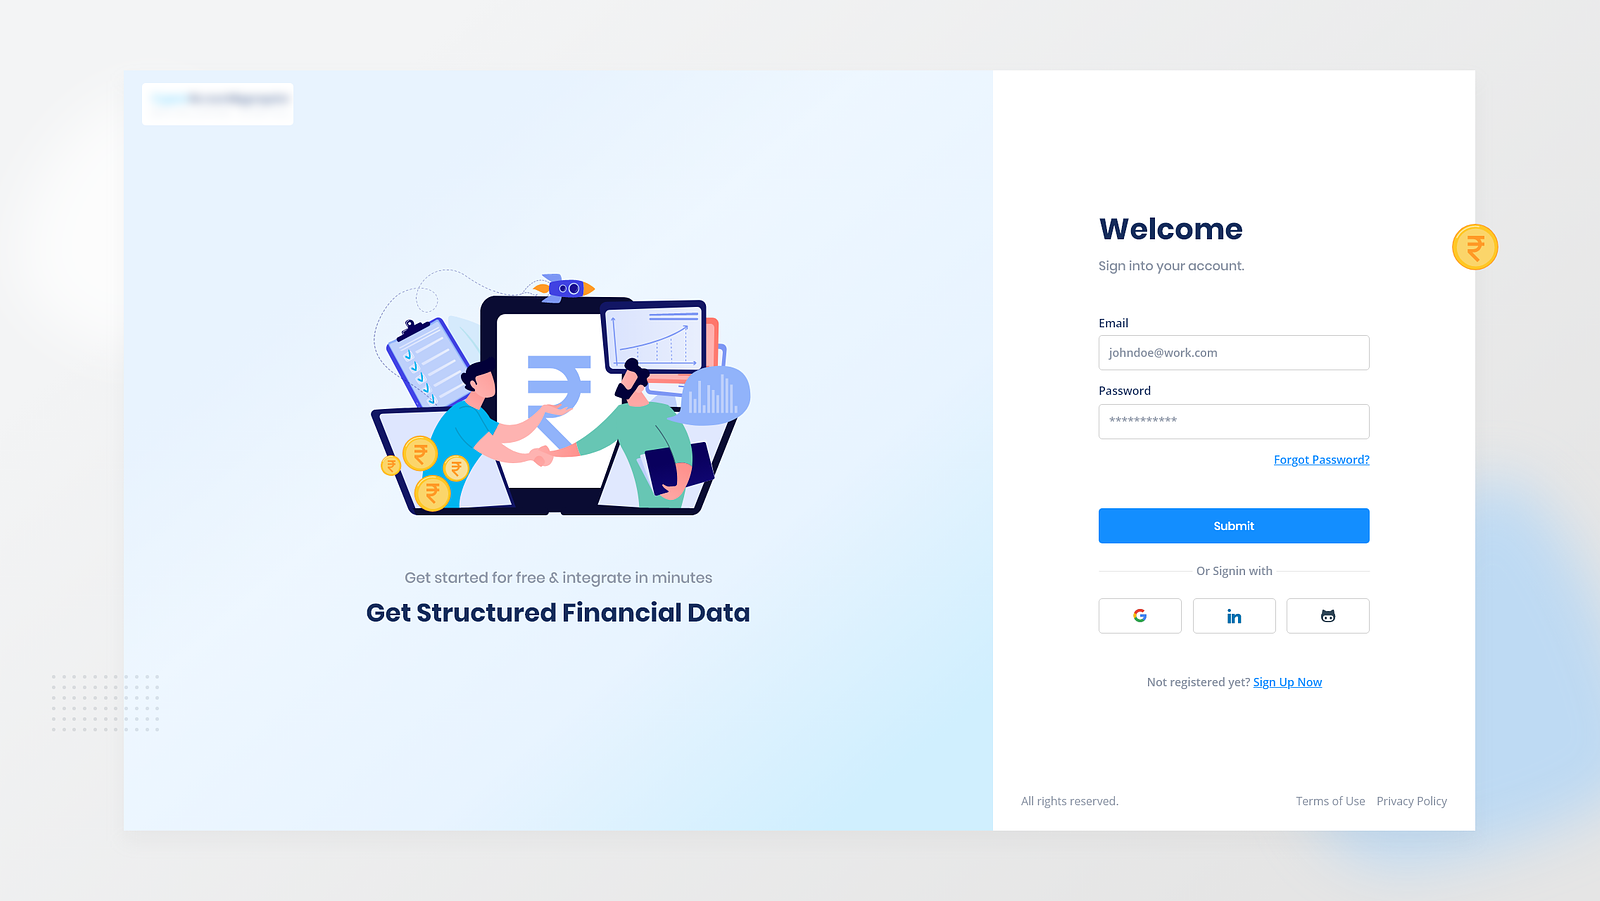 Get started for free & integrate in minutes
Get Structured Financial Data
Welcome
Sign into your account.
Email
johndoe@work.com
Password
***********
Forgot Password?
Submit
Or Signin with
Not registered yet? Sign Up Now
All rights reserved.
Terms of Use Privacy Policy